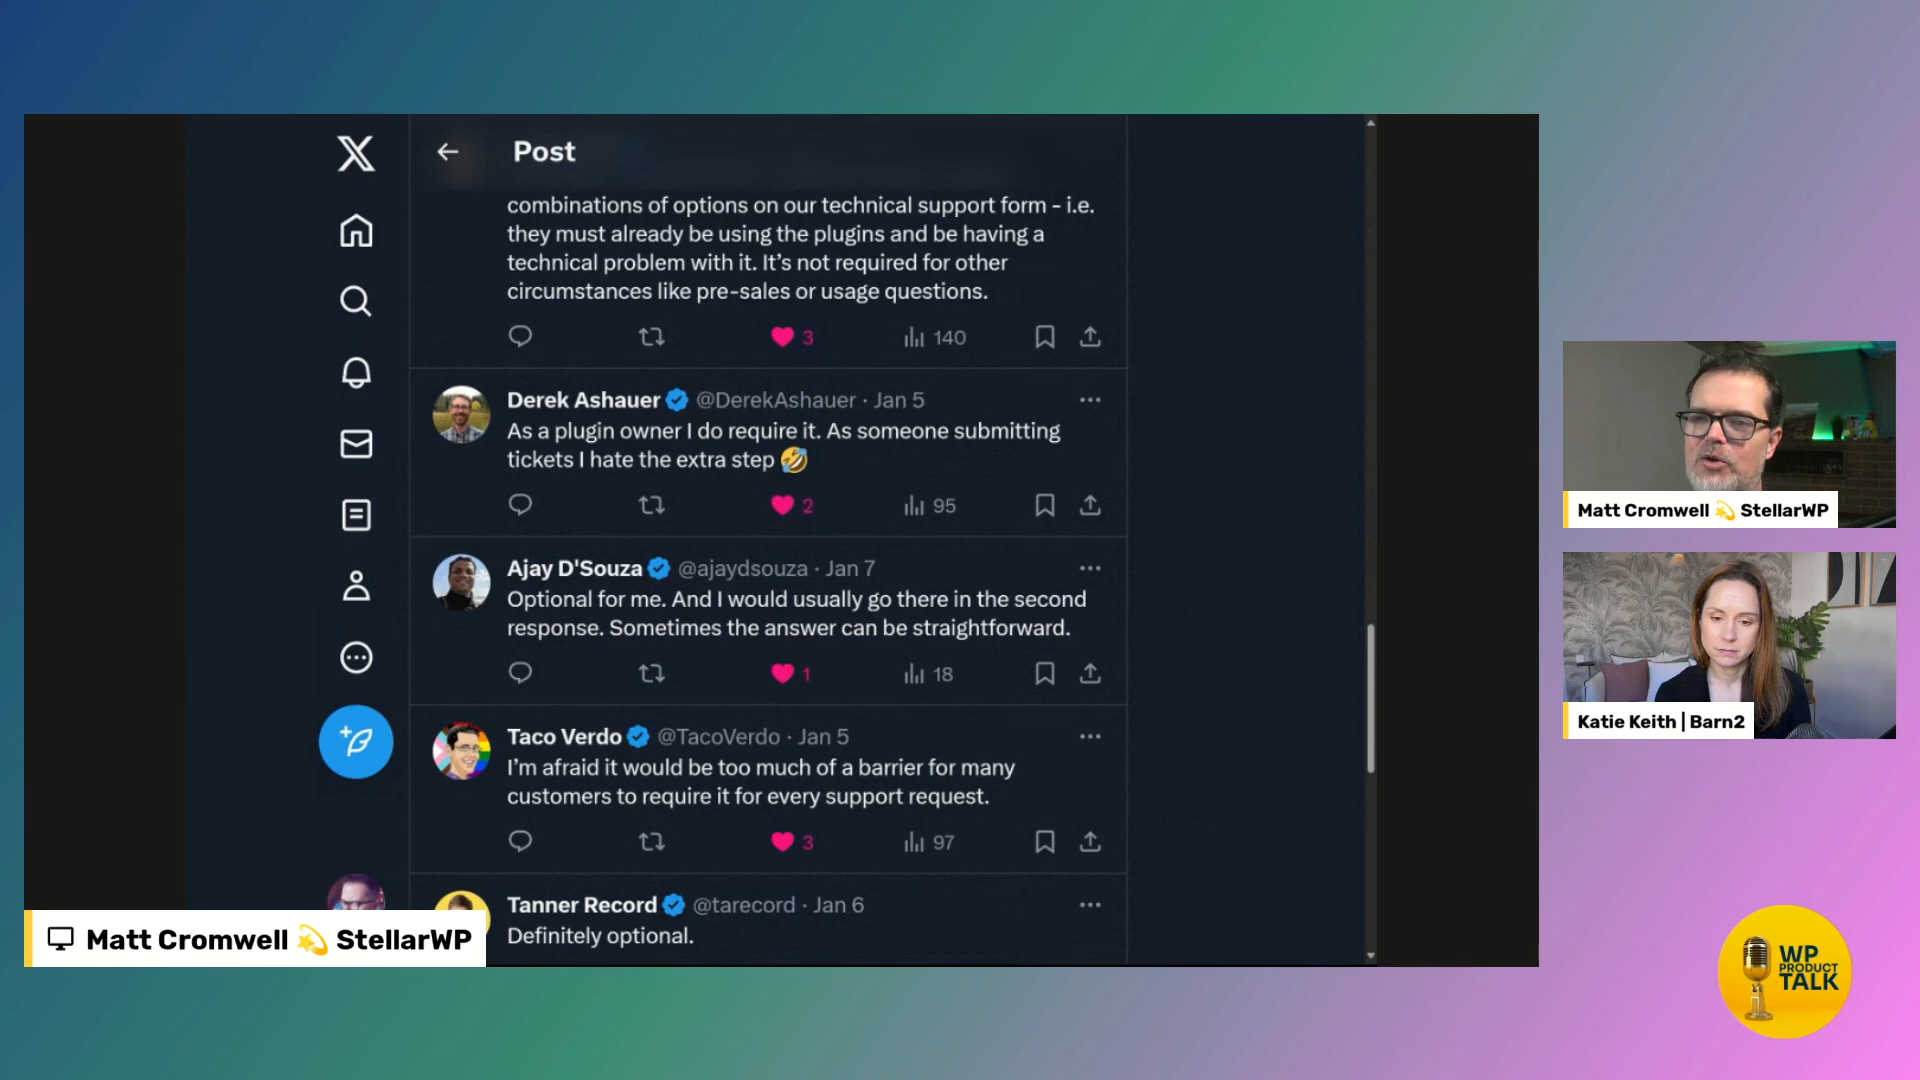 Post
combinations of options on our technical support form - i.e.
they must already be using the plugins and be having a
technical problem with it. It’s not required for other
circumstances like pre-sales or usage questions.
3
140
Derek Ashauer @DerekAshauer · Jan 5
As a plugin owner I do require it. As someone submitting
tickets I hate the extra step 🤣
2
95
Ajay D'Souza @ajaydsouza · Jan 7
Optional for me. And I would usually go there in the second
response. Sometimes the answer can be straightforward.
1
18
Taco Verdo @TacoVerdo · Jan 5
I’m afraid it would be too much of a barrier for many
customers to require it for every support request.
3
97
Tanner Record @tarecord · Jan 6
Definitely optional.
Matt Cromwell 💫 StellarWP
Matt Cromwell 💫 StellarWP
Katie Keith | Barn2
WP
PRODUCT
TALK